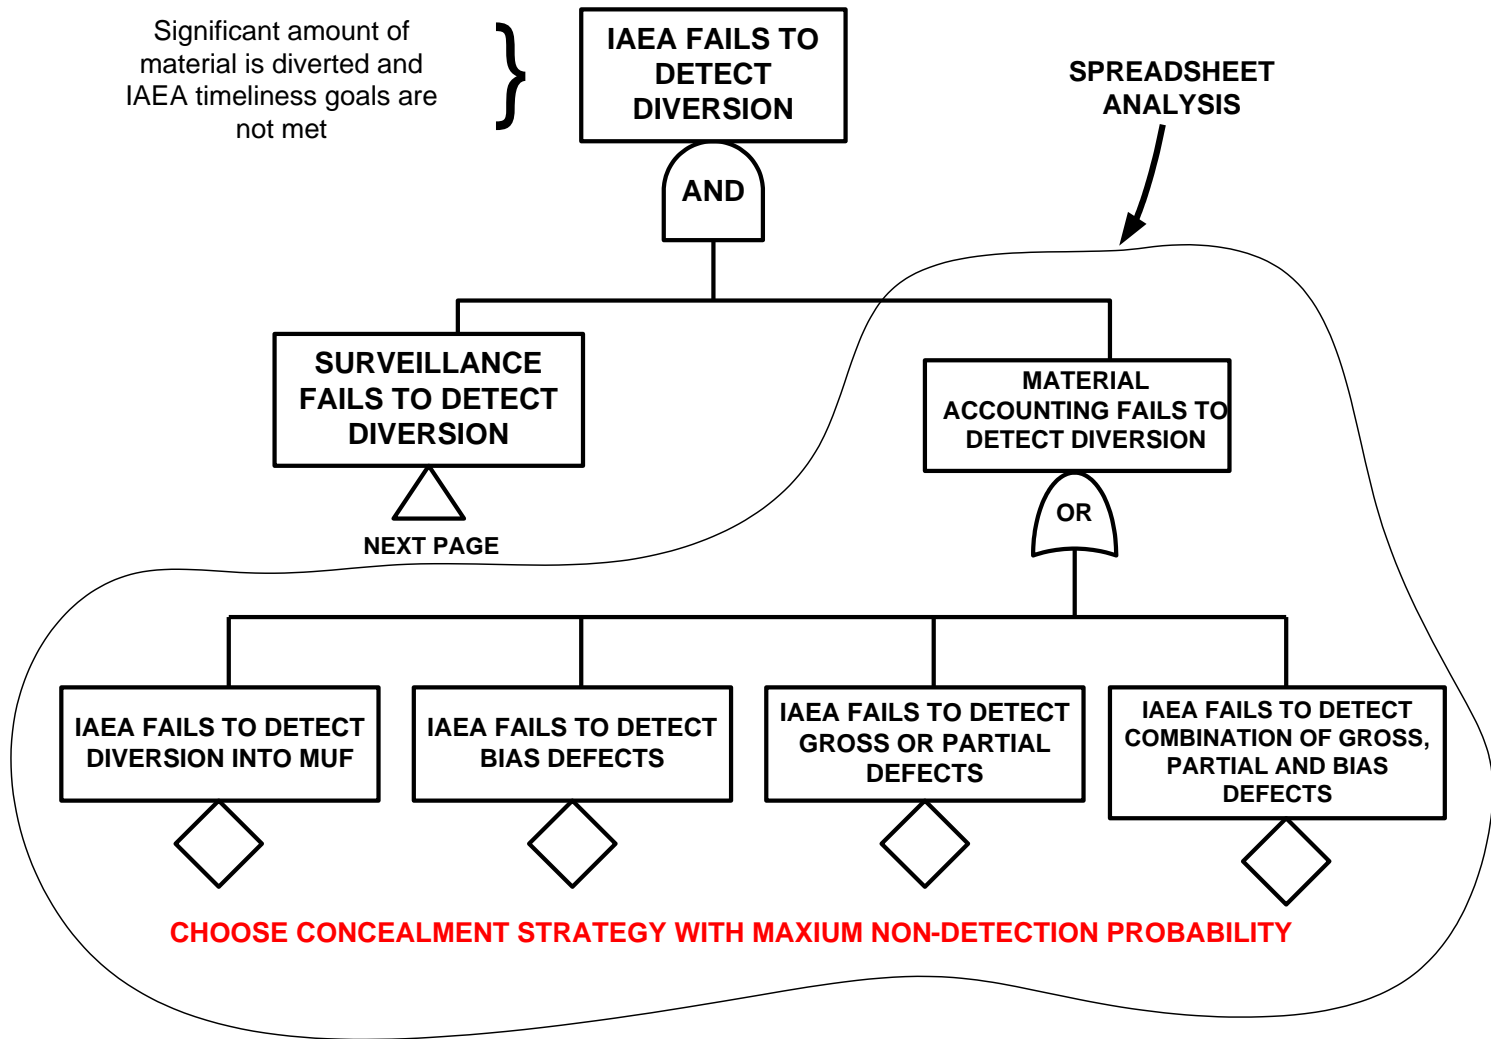 Significant amount of
material is diverted and
IAEA timeliness goals are
not met
}
IAEA FAILS TO
DETECT
DIVERSION
SPREADSHEET
ANALYSIS
AND
SURVEILLANCE
FAILS TO DETECT
DIVERSION
MATERIAL
ACCOUNTING FAILS TO
DETECT DIVERSION
OR
NEXT PAGE
IAEA FAILS TO DETECT
DIVERSION INTO MUF
IAEA FAILS TO DETECT
BIAS DEFECTS
IAEA FAILS TO DETECT
GROSS OR PARTIAL
DEFECTS
IAEA FAILS TO DETECT
COMBINATION OF GROSS,
PARTIAL AND BIAS
DEFECTS
CHOOSE CONCEALMENT STRATEGY WITH MAXIUM NON-DETECTION PROBABILITY